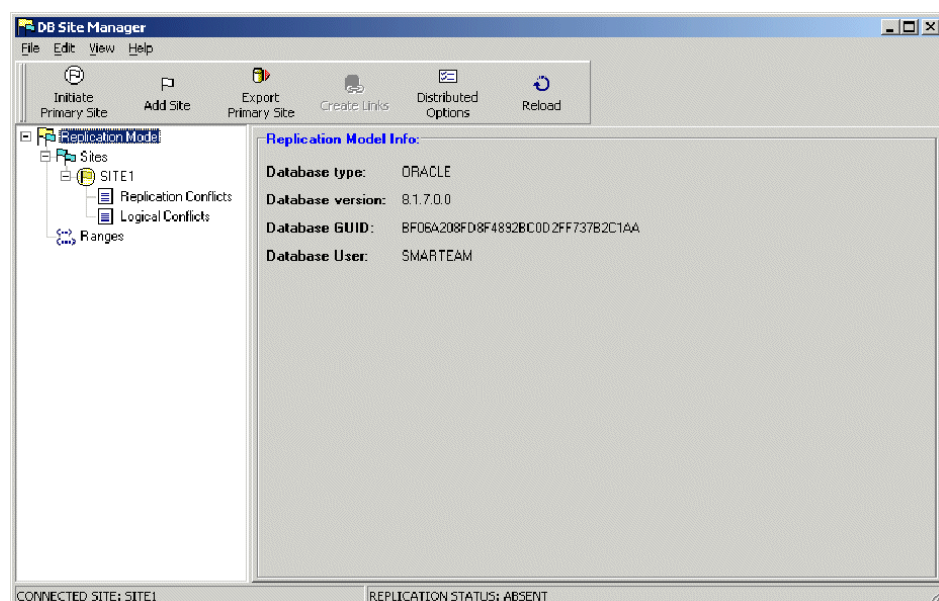 DB Site Manager
File Edit View Help
Initiate Primary Site
Add Site
Export Primary Site
Create Links
Distributed Options
Reload
Replication Model
Sites
SITE1
Replication Conflicts
Logical Conflicts
Ranges
Replication Model Info:
Database type: ORACLE
Database version: 8.1.7.0.0
Database GUID: BF06A208FD8F4892BC0D2FF737B2C1AA
Database User: SMARTEAM
CONNECTED SITE: SITE1
REPLICATION STATUS: ABSENT